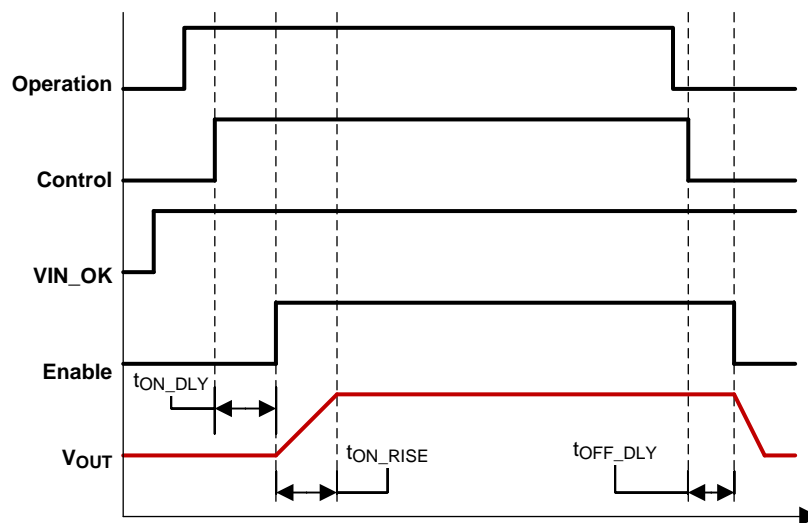 Operation
Control
VIN_OK
Enable
tON_DLY
VOUT
tON_RISE
tOFF_DLY